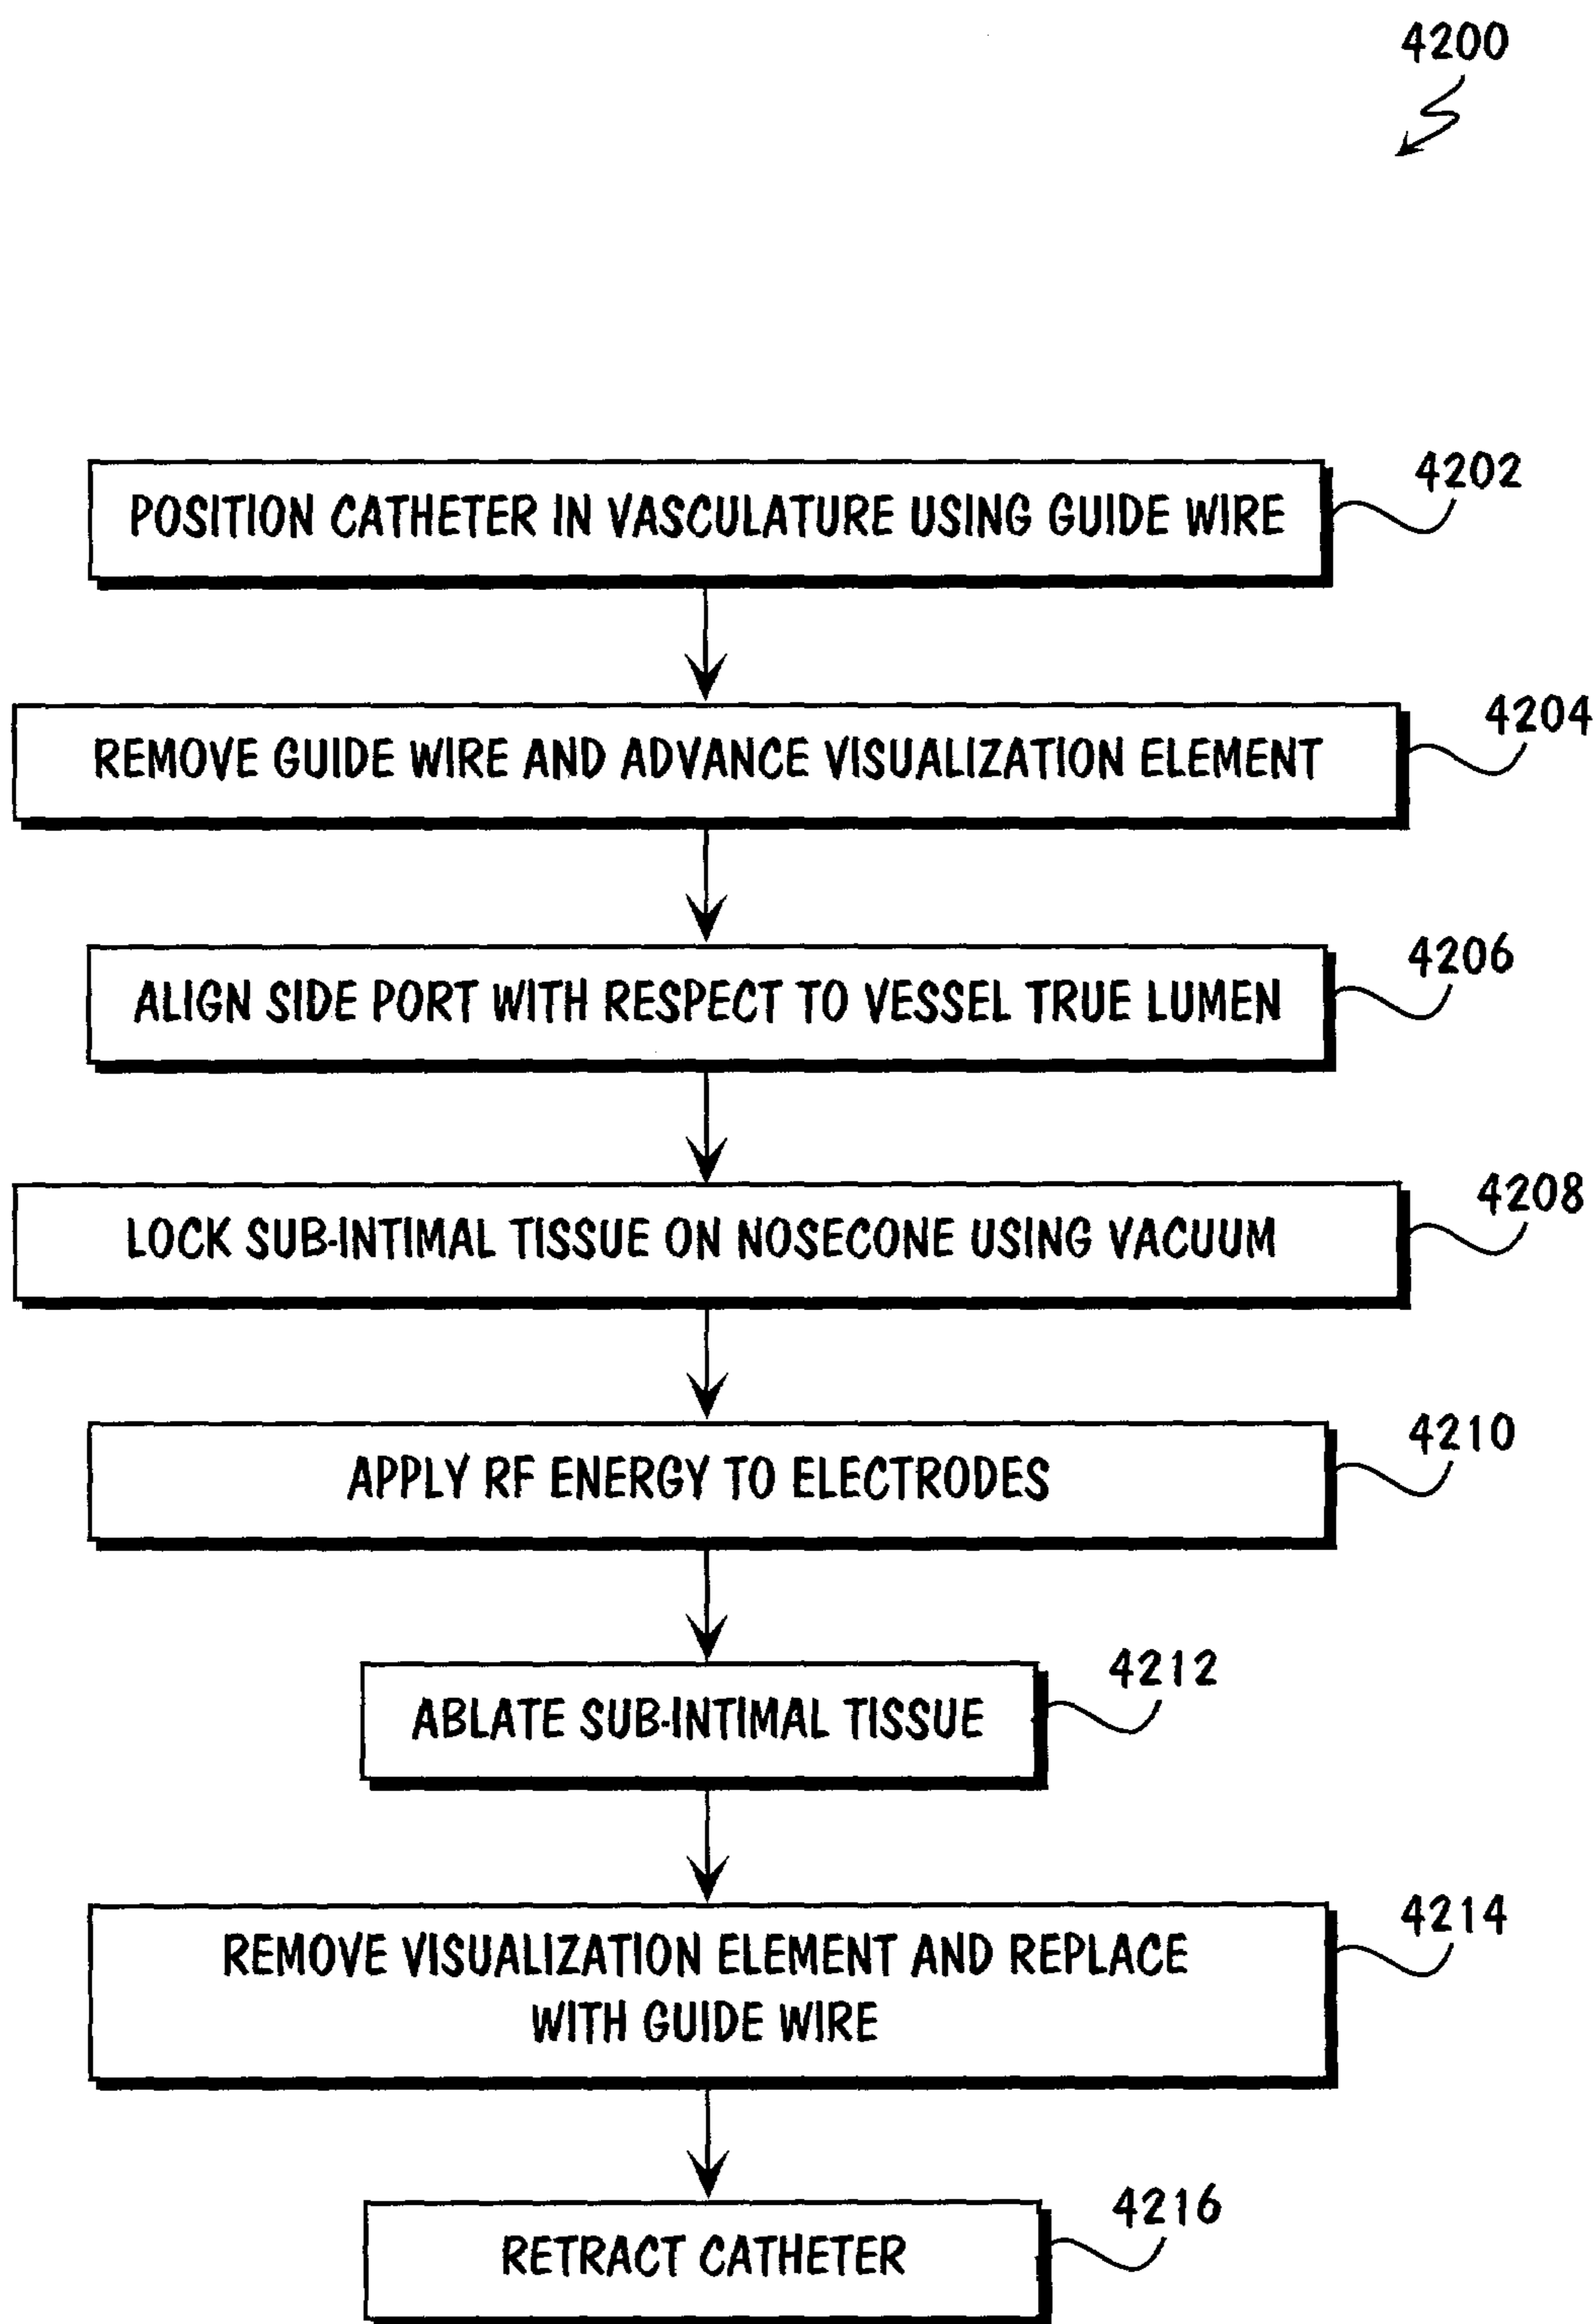 4200
POSITION CATHETER IN VASCULATURE USING GUIDE WIRE
4202
REMOVE GUIDE WIRE AND ADVANCE VISUALIZATION ELEMENT
4204
ALIGN SIDE PORT WITH RESPECT TO VESSEL TRUE LUMEN
4206
LOCK SUB-INTIMAL TISSUE ON NOSECONE USING VACUUM
4208
APPLY RF ENERGY TO ELECTRODES
4210
ABLATE SUB-INTIMAL TISSUE
4212
REMOVE VISUALIZATION ELEMENT AND REPLACE
WITH GUIDE WIRE
4214
RETRACT CATHETER
4216